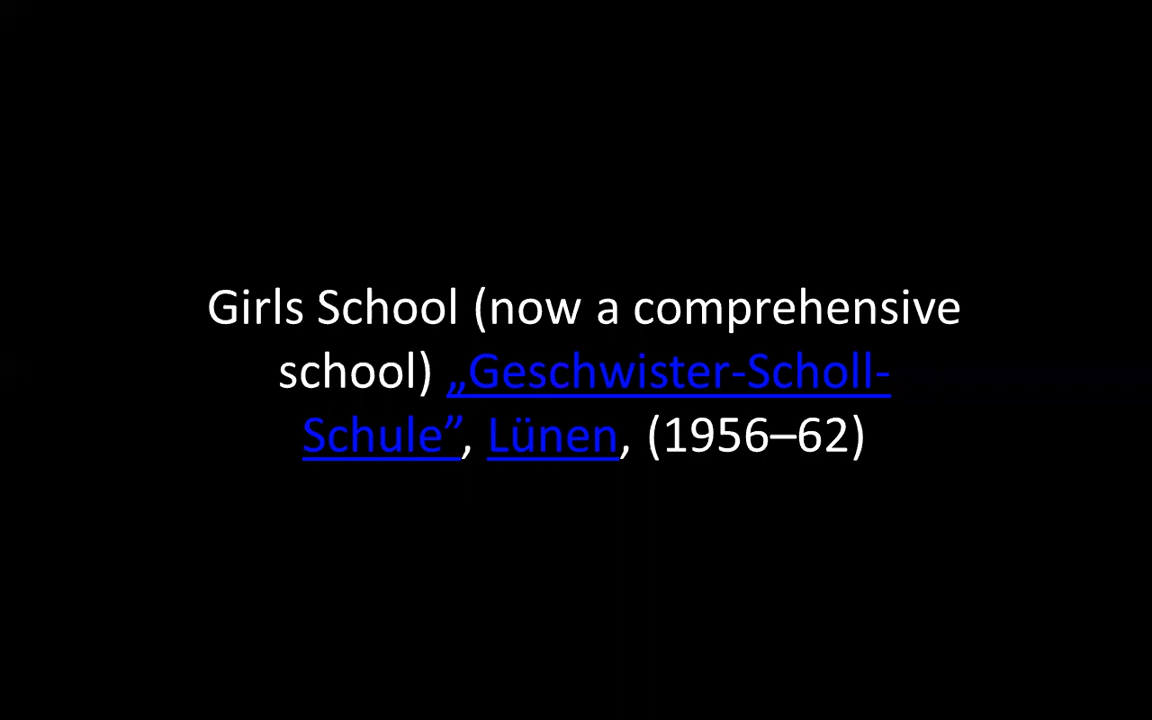 Girls School (now a comprehensive
school) „Geschwister-Scholl-
Schule”, Lünen, (1956–62)